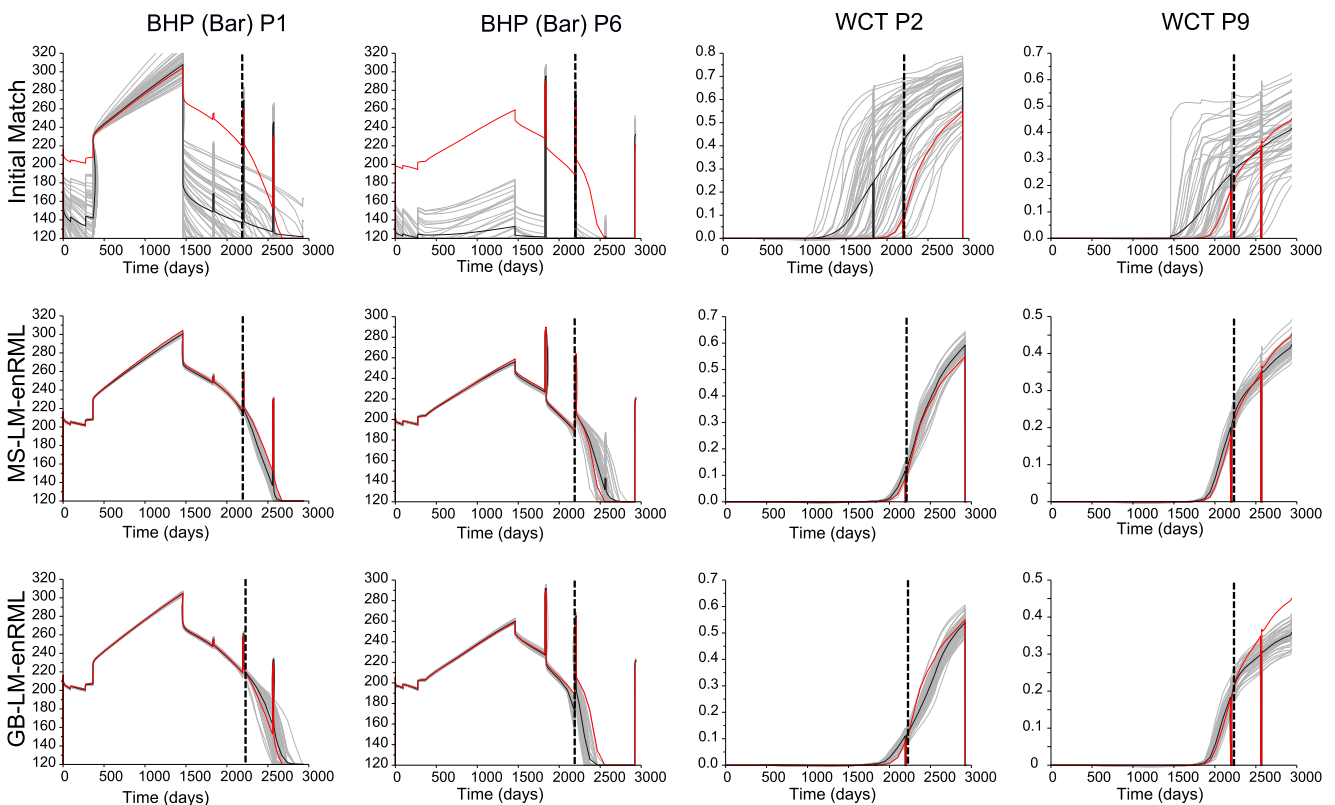 BHP (Bar) P1 BHP (Bar) P6 WCT P2 WCT P9
Initial Match
320 300 280 260 240 220 200 180 160 140 120
0 500 1000 1500 2000 2500 3000
Time (days)
300 280 260 240 220 200 180 160 140 120
0 500 1000 1500 2000 2500 3000
Time (days)
0.8 0.7 0.6 0.5 0.4 0.3 0.2 0.1 0.0
0 500 1000 1500 2000 2500 3000
Time (days)
0.7 0.6 0.5 0.4 0.3 0.2 0.1 0
0 500 1000 1500 2000 2500 3000
Time (days)
MS-LM-enRML
320 300 280 260 240 220 200 180 160 140 120
0 500 1000 1500 2000 2500 3000
Time (days)
300 280 260 240 220 200 180 160 140 120
0 500 1000 1500 2000 2500 3000
Time (days)
0.7 0.6 0.5 0.4 0.3 0.2 0.1 0.0
0 500 1000 1500 2000 2500 3000
Time (days)
0.5 0.4 0.3 0.2 0.1 0
0 500 1000 1500 2000 2500 3000
Time (days)
GB-LM-enRML
320 300 280 260 240 220 200 180 160 140 120
0 500 1000 1500 2000 2500 3000
Time (days)
300 280 260 240 220 200 180 160 140 120
0 500 1000 1500 2000 2500 3000
Time (days)
0.7 0.6 0.5 0.4 0.3 0.2 0.1 0.0
0 500 1000 1500 2000 2500 3000
Time (days)
0.5 0.4 0.3 0.2 0.1 0
0 500 1000 1500 2000 2500 3000
Time (days)